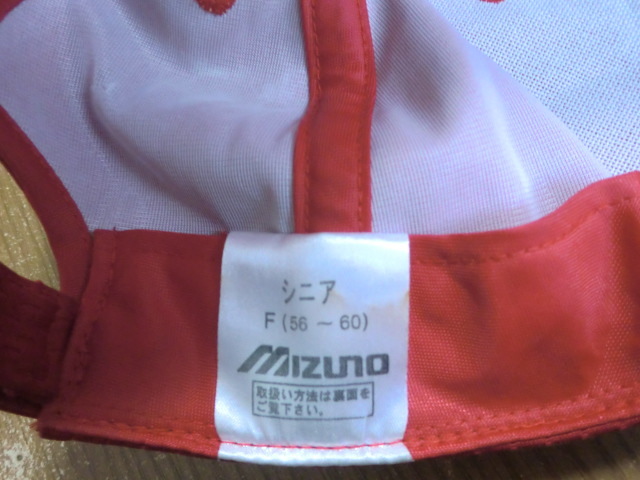 シニア
F (56 ~ 60)
MIZUNO
取扱い方法は裏面を
ご覧下さい。